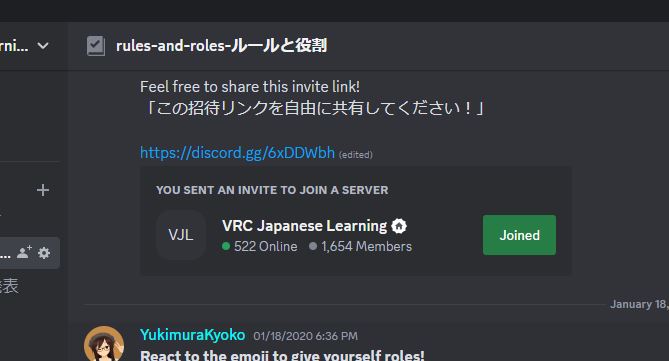 rni...
rules-and-roles-ルールと役割
Feel free to share this invite link!
「この招待リンクを自由に共有してください！」
https://discord.gg/6xDDWbh (edited)
YOU SENT AN INVITE TO JOIN A SERVER
VJL
VRC Japanese Learning
522 Online 1,654 Members
Joined
...
表
January 18,
YukimuraKyoko 01/18/2020 6:36 PM
React to the emoji to give yourself roles!